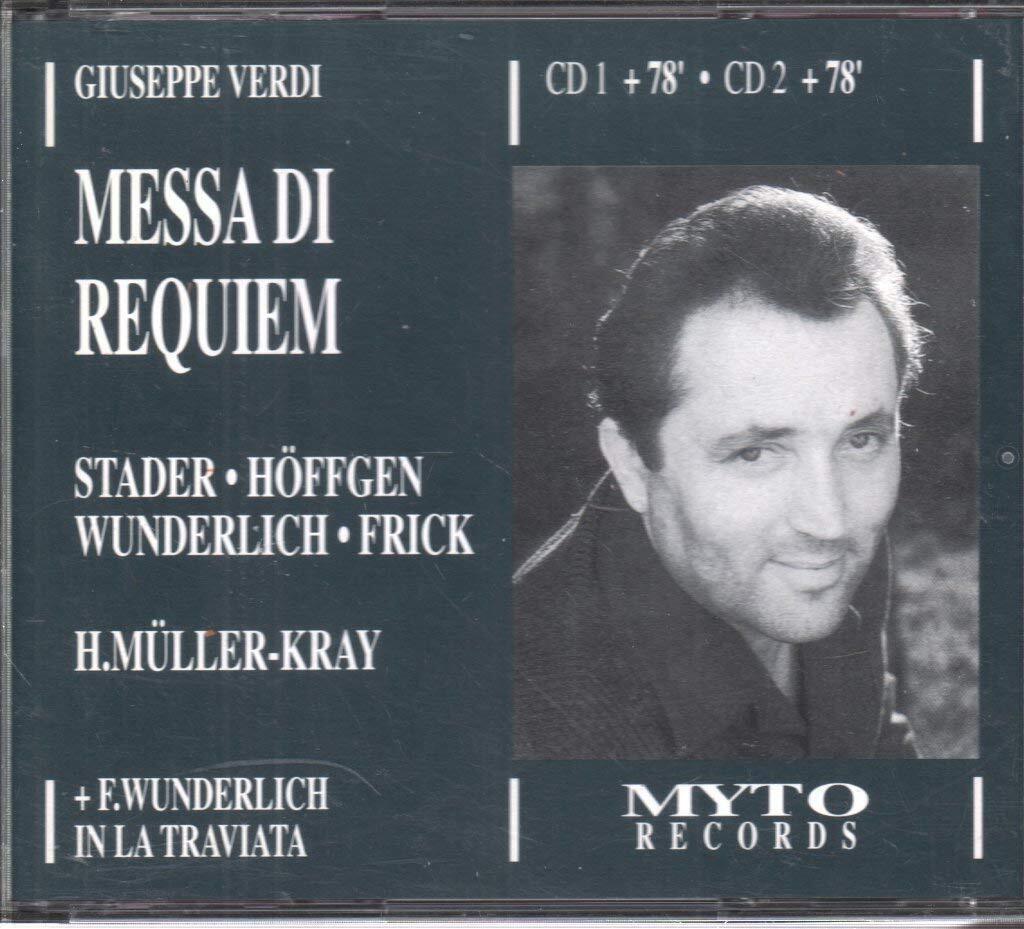 GIUSEPPE VERDI
CD 1 + 78' • CD 2 + 78'
MESSA DI
REQUIEM
STADER • HÖFFGEN
WUNDERLICH • FRICK
H.MÜLLER-KRAY
+ F.WUNDERLICH
IN LA TRAVIATA
MYTO
RECORDS